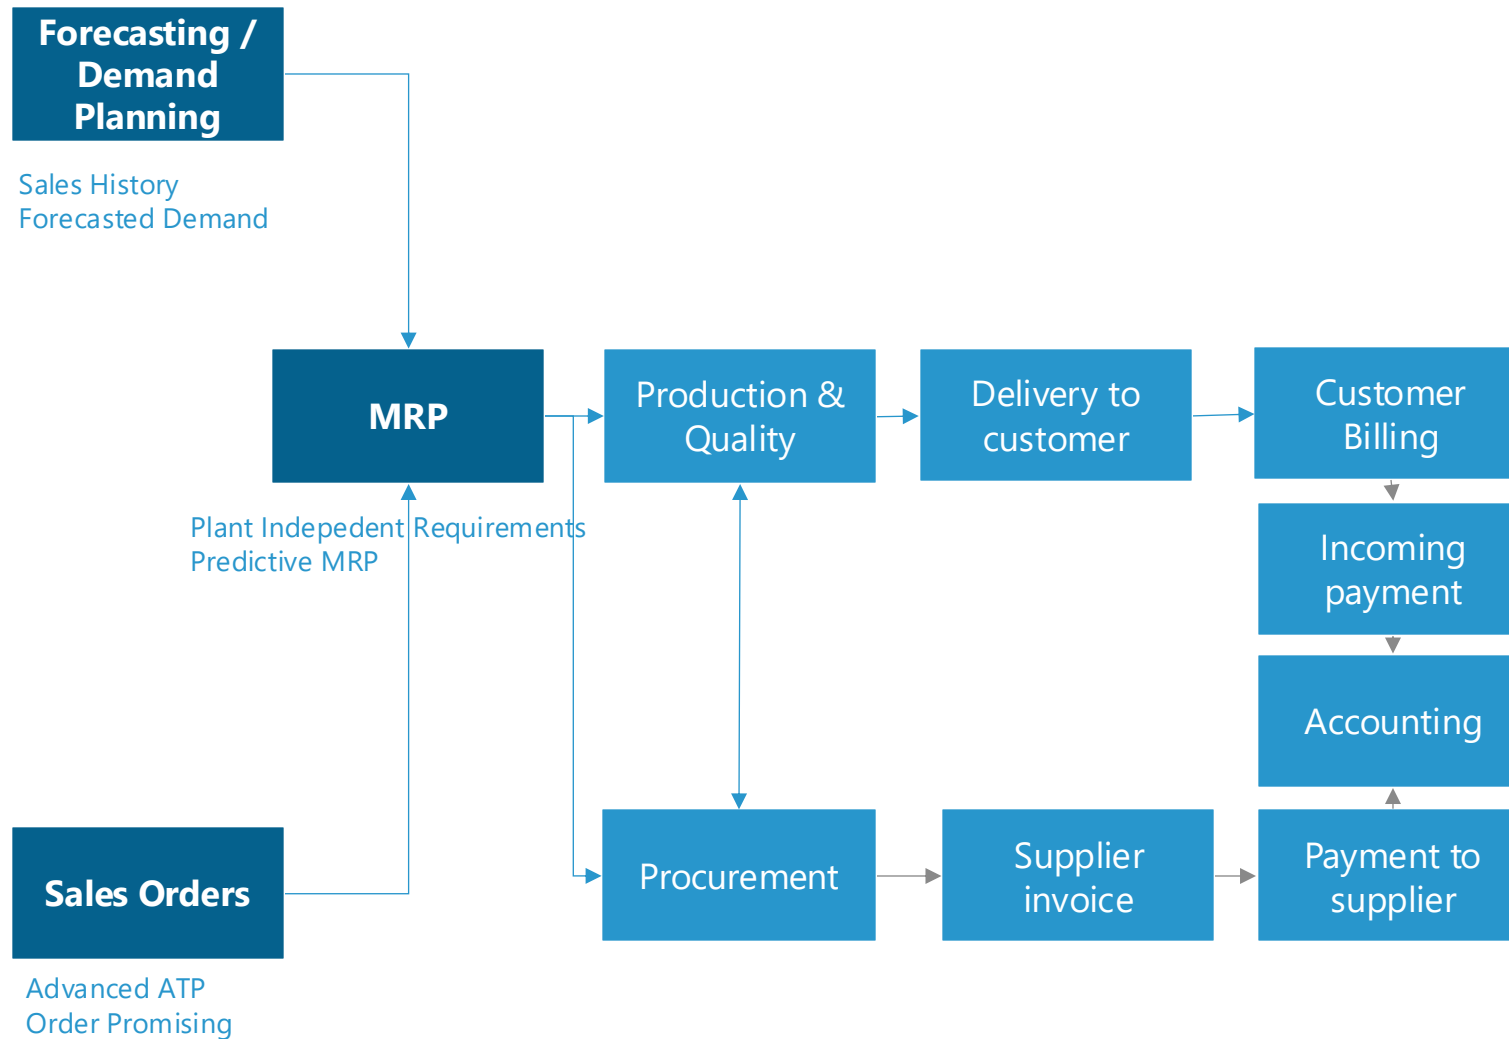 Forecasting /
Demand
Planning
Sales History
Forecasted Demand
MRP
Production &
Quality
Delivery to
customer
Customer
Billing
Plant Indepedent Requirements
Predictive MRP
Incoming
payment
Accounting
Sales Orders
Procurement
Supplier
invoice
Payment to
supplier
Advanced ATP
Order Promising